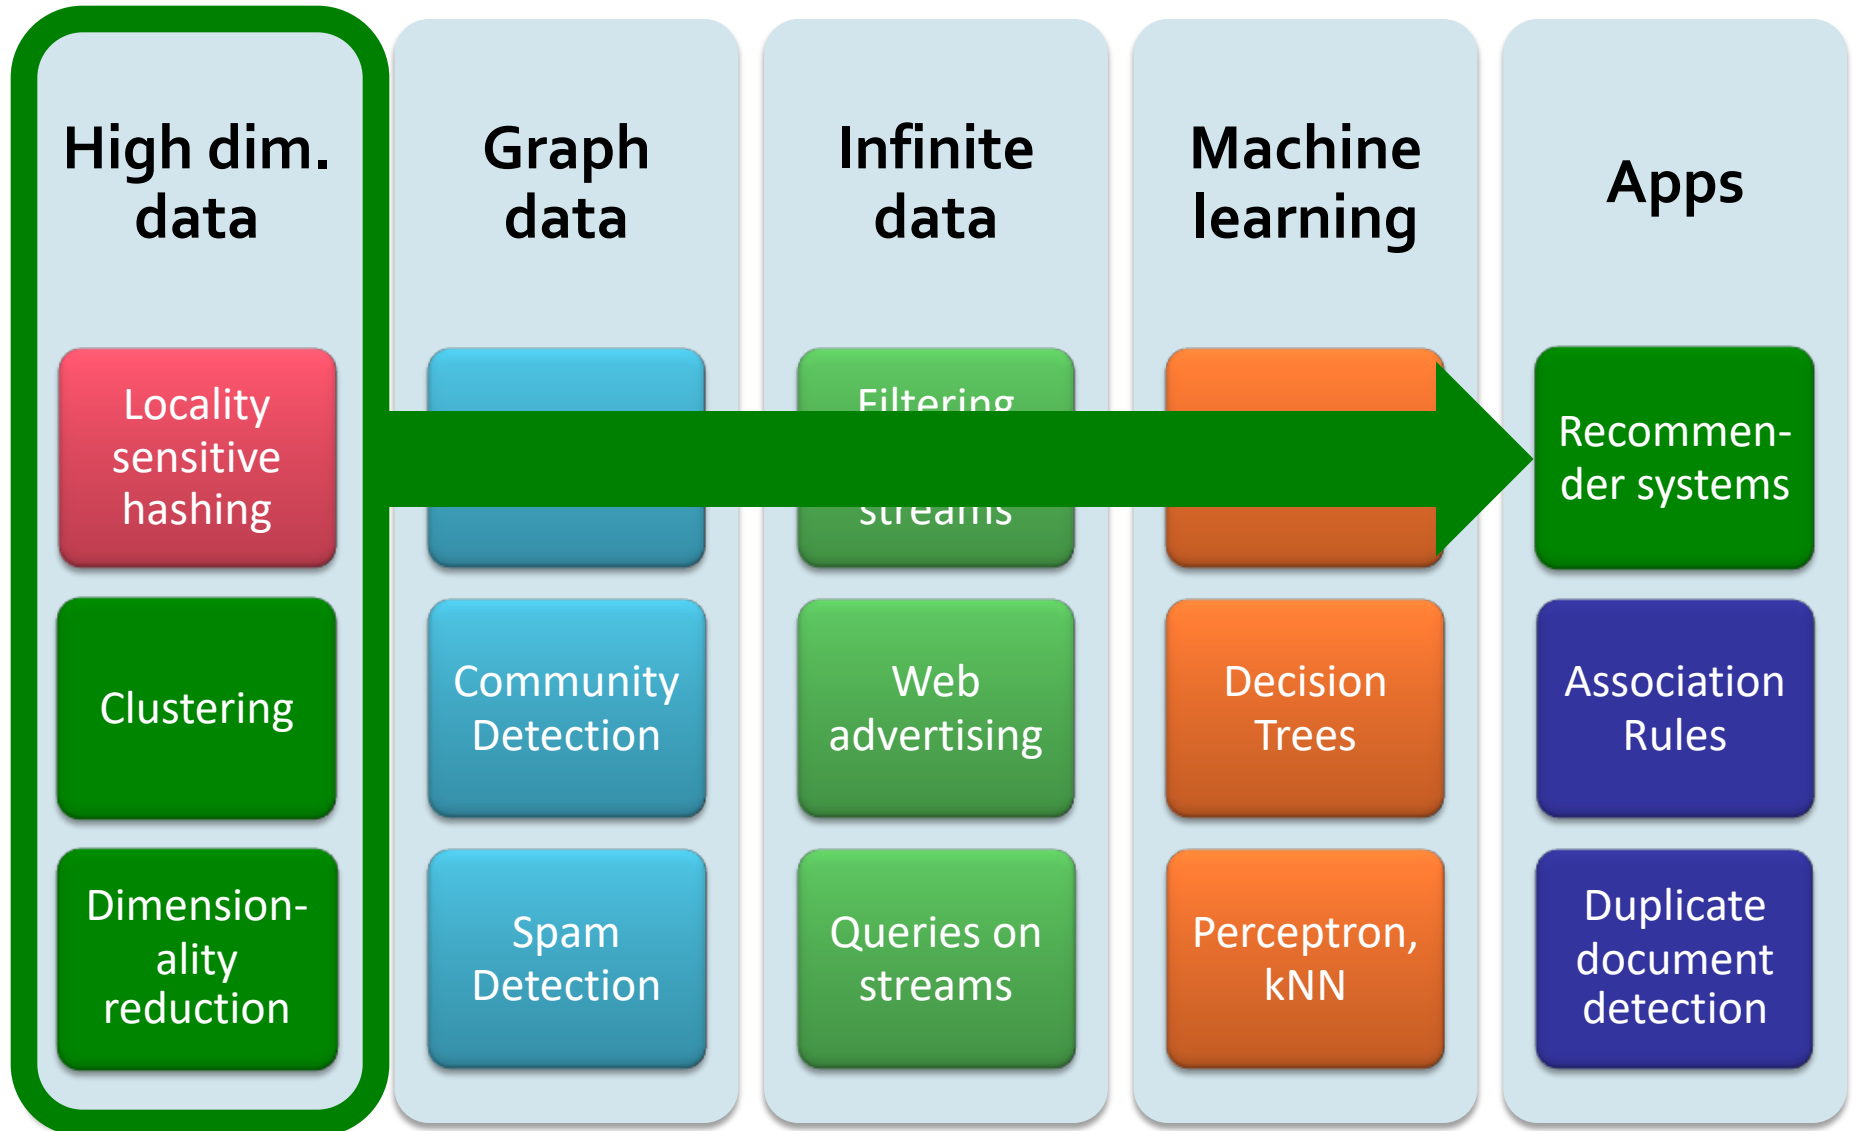 High dim.
data
Locality
sensitive
hashing
Clustering
Dimension-
ality
reduction
Graph
data
Community
Detection
Spam
Detection
Infinite
data
Filtering
streams
Web
advertising
Queries on
streams
Machine
learning
Decision
Trees
Perceptron,
kNN
Apps
Recommen-
der systems
Association
Rules
Duplicate
document
detection